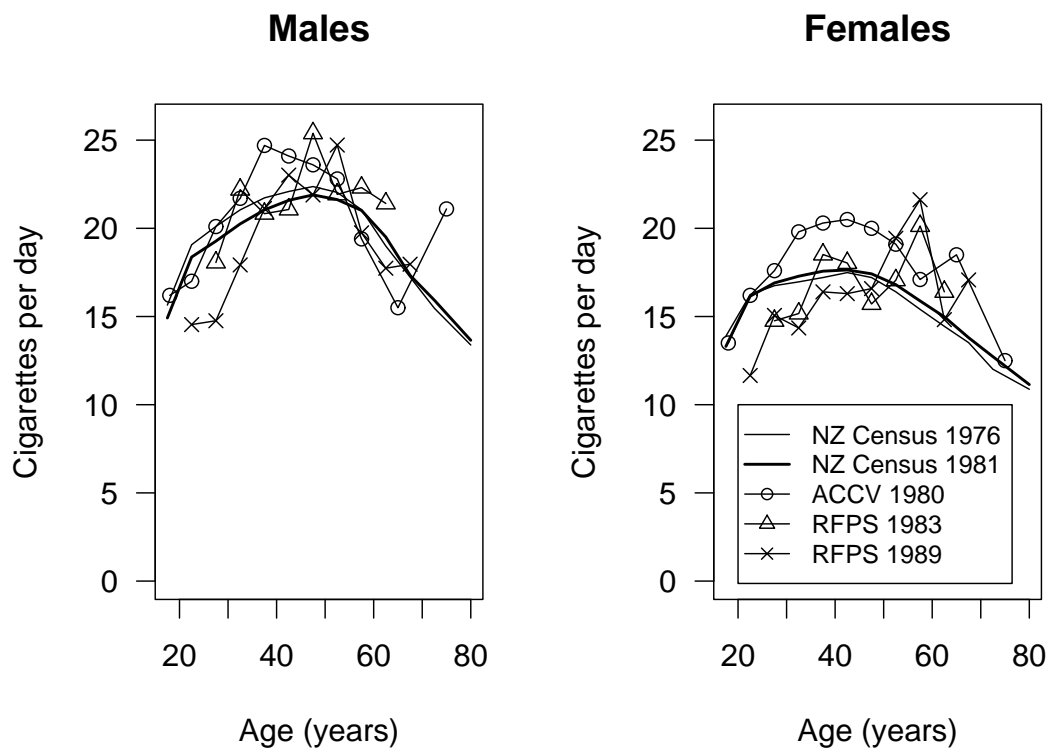 Males
Cigarettes per day
25
20
15
10
5
0
20 40 60 80
Age (years)
Females
Cigarettes per day
25
20
15
10
5
0
NZ Census 1976
NZ Census 1981
ACCV 1980
RFPS 1983
RFPS 1989
20 40 60 80
Age (years)